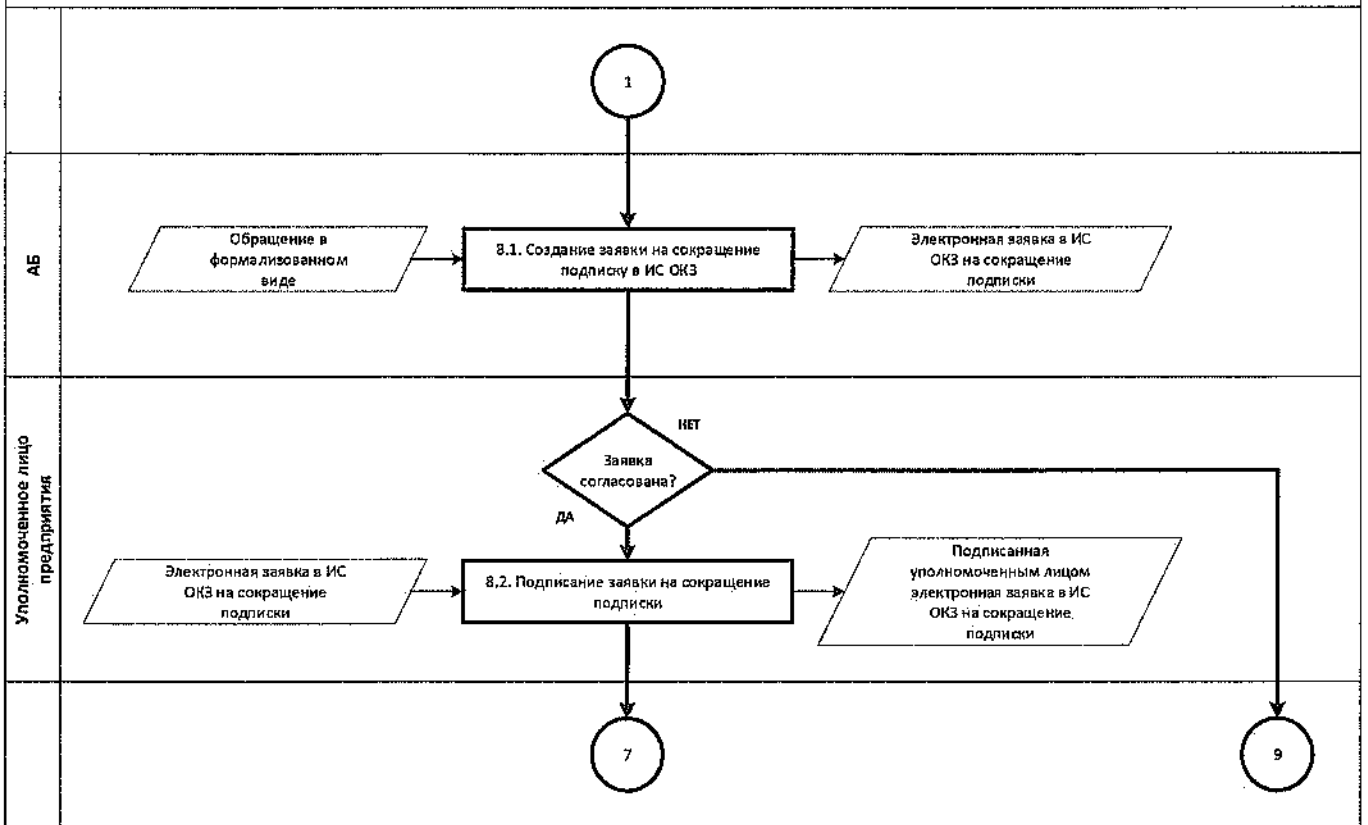 1
АБ
Обращение в
формализованном
виде
8.1. Создание заявки на сокращение
подписку в ИС ОКЗ
Электронная заявка в ИС
ОКЗ на сокращение
подписки
Уполномоченное лицо
предприятия
НЕТ
Заявка
согласована?
ДА
Электронная заявка в ИС
ОКЗ на сокращение
подписки
8,2. Подписание заявки на сокращение
подписки
Подписанная
уполномоченным лицом
электронная заявка в ИС
ОКЗ на сокращение
подписки
7
9